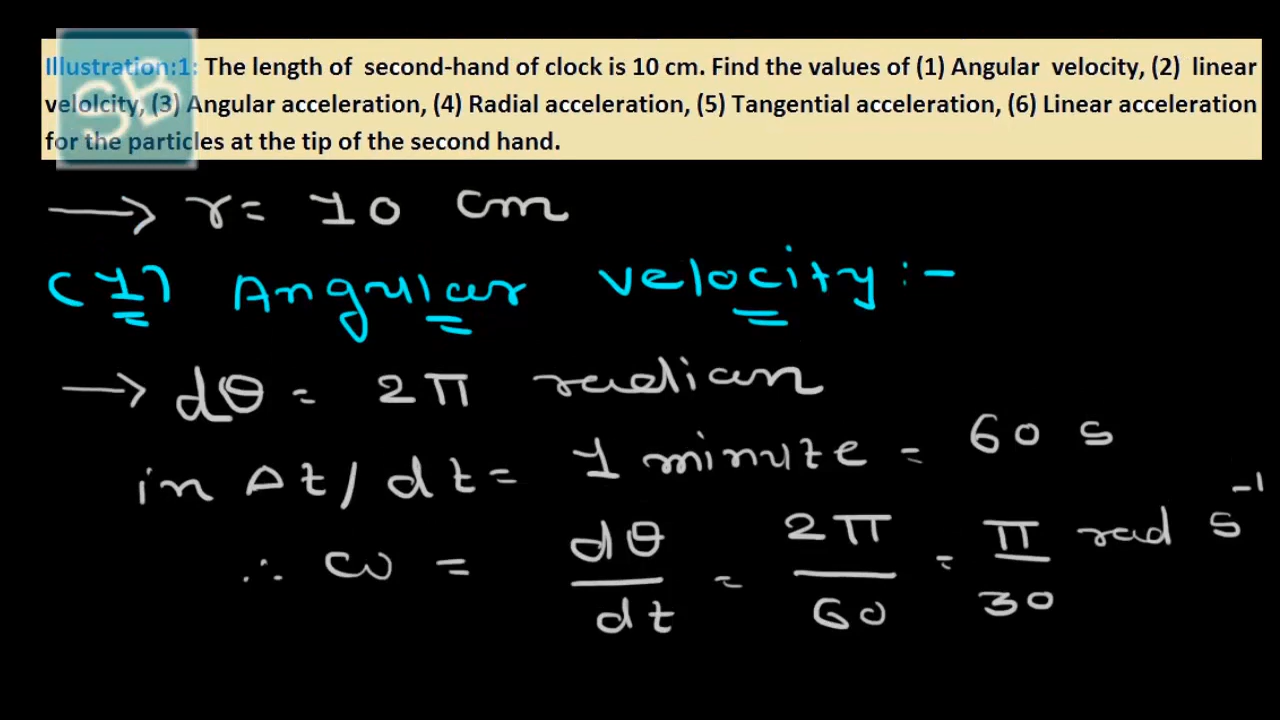 Illustration:1: The length of second-hand of clock is 10 cm. Find the values of (1) Angular velocity, (2) linear
velolcity, (3) Angular acceleration, (4) Radial acceleration, (5) Tangential acceleration, (6) Linear acceleration
for the particles at the tip of the second hand.
SB
→ r = 10 cm
(1) Angular velocity :-
→ dθ = 2π radian
in Δt / dt = 1 minute = 60 s
∴ ω = dθ/dt = 2π/60 = π/30 rad s⁻¹